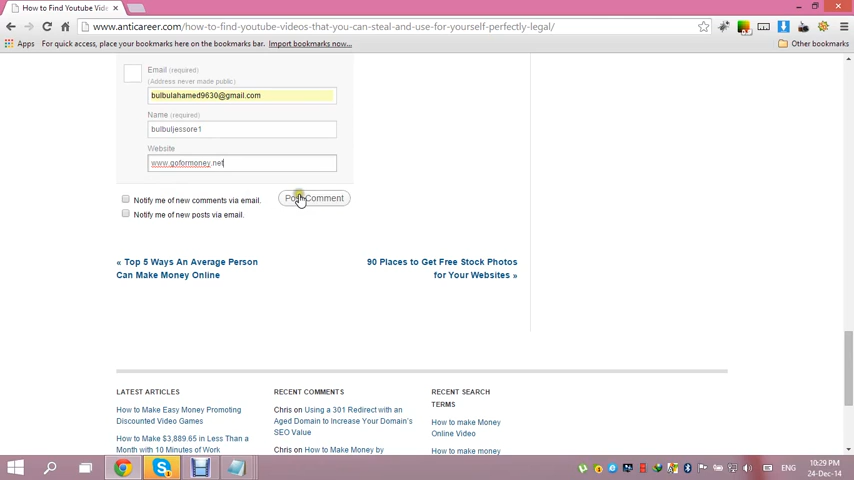 How to Find Youtube Vide
www.anticareer.com/how-to-find-youtube-videos-that-you-can-steal-and-use-for-yourself-perfectly-legal/
Apps For quick access, place your bookmarks here on the bookmarks bar. Import bookmarks now... Other bookmarks
Email (required)
(Address never made public)
bulbulahamed9630@gmail.com
Name (required)
bulbuljessore1
Website
www.goformoney.net
Notify me of new comments via email. Post Comment
Notify me of new posts via email.
« Top 5 Ways An Average Person
Can Make Money Online
90 Places to Get Free Stock Photos
for Your Websites »
LATEST ARTICLES
How to Make Easy Money Promoting
Discounted Video Games
How to Make $3,889.65 in Less Than a
Month with 10 Minutes of Work
RECENT COMMENTS
Chris on Using a 301 Redirect with an
Aged Domain to Increase Your Domain's
SEO Value
Chris on How to Make Money by
RECENT SEARCH
TERMS
How to make Money
Online Video
How to make money
ENG
10:29 PM
24-Dec-14